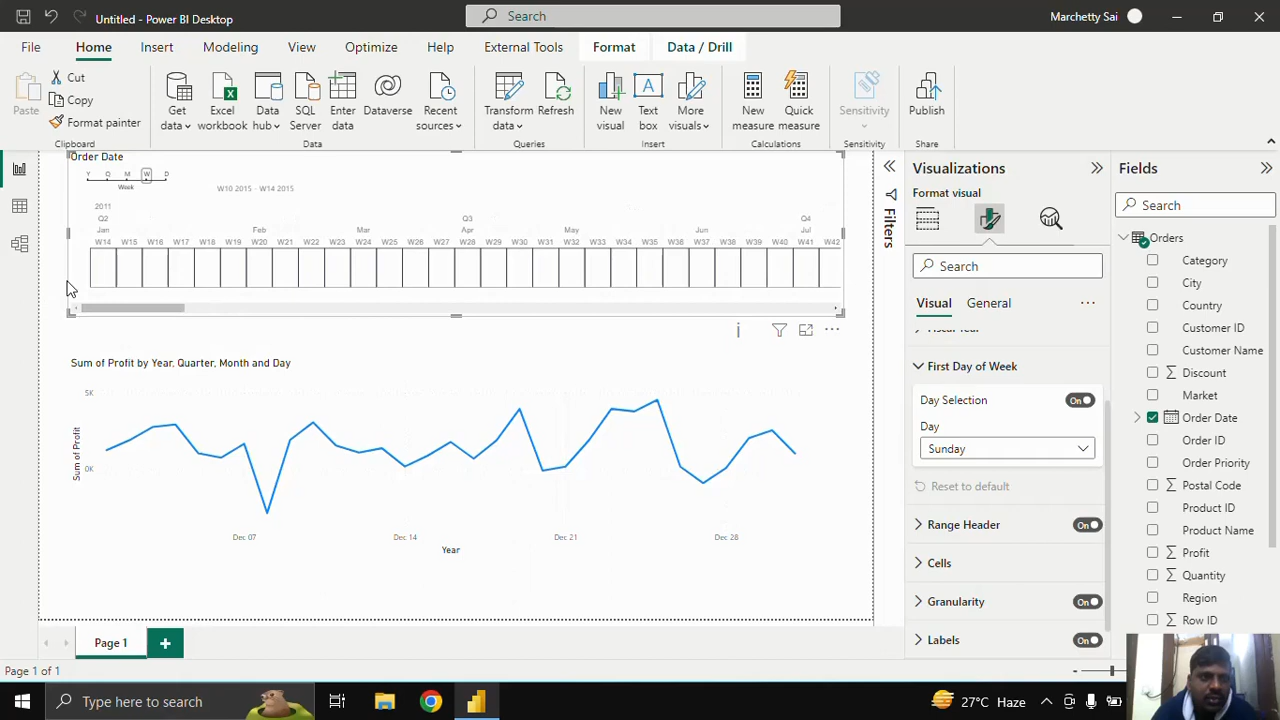 Untitled - Power BI Desktop
Search
Marchetty Sai
File Home Insert Modeling View Optimize Help External Tools Format Data / Drill
Paste
Cut
Copy
Format painter
Get data
Excel workbook
Data hub
SQL Server
Enter data
Dataverse
Recent sources
Transform data
Refresh
New visual
Text box
More visuals
New measure
Quick measure
Sensitivity
Publish
Clipboard Data Queries Insert Calculations Sensitivity Share
Order Date
Y Q M W D
Week
W10 2015 - W14 2015
2011
Q2 Q3 Q4
Jan Feb Mar Apr May Jun Jul
W14 W15 W16 W17 W18 W19 W20 W21 W22 W23 W24 W25 W26 W28 W29 W30 W31 W32 W33 W34 W35 W36 W37 W38 W39 W40 W41 W42
Sum of Profit by Year, Quarter, Month and Day
5K
0K
Sum of Profit
Dec 07 Dec 14 Dec 21 Dec 28
Year
Filters
Visualizations
Format visual
Search
Visual General
Fiscal Year
First Day of Week
Day Selection On
Day
Sunday
Reset to default
Range Header On
Cells
Granularity On
Labels On
Fields
Search
Orders
Category
City
Country
Customer ID
Customer Name
Discount
Market
Order Date
Order ID
Order Priority
Postal Code
Product ID
Product Name
Profit
Quantity
Region
Row ID
Page 1
Page 1 of 1
Type here to search
27°C Haze